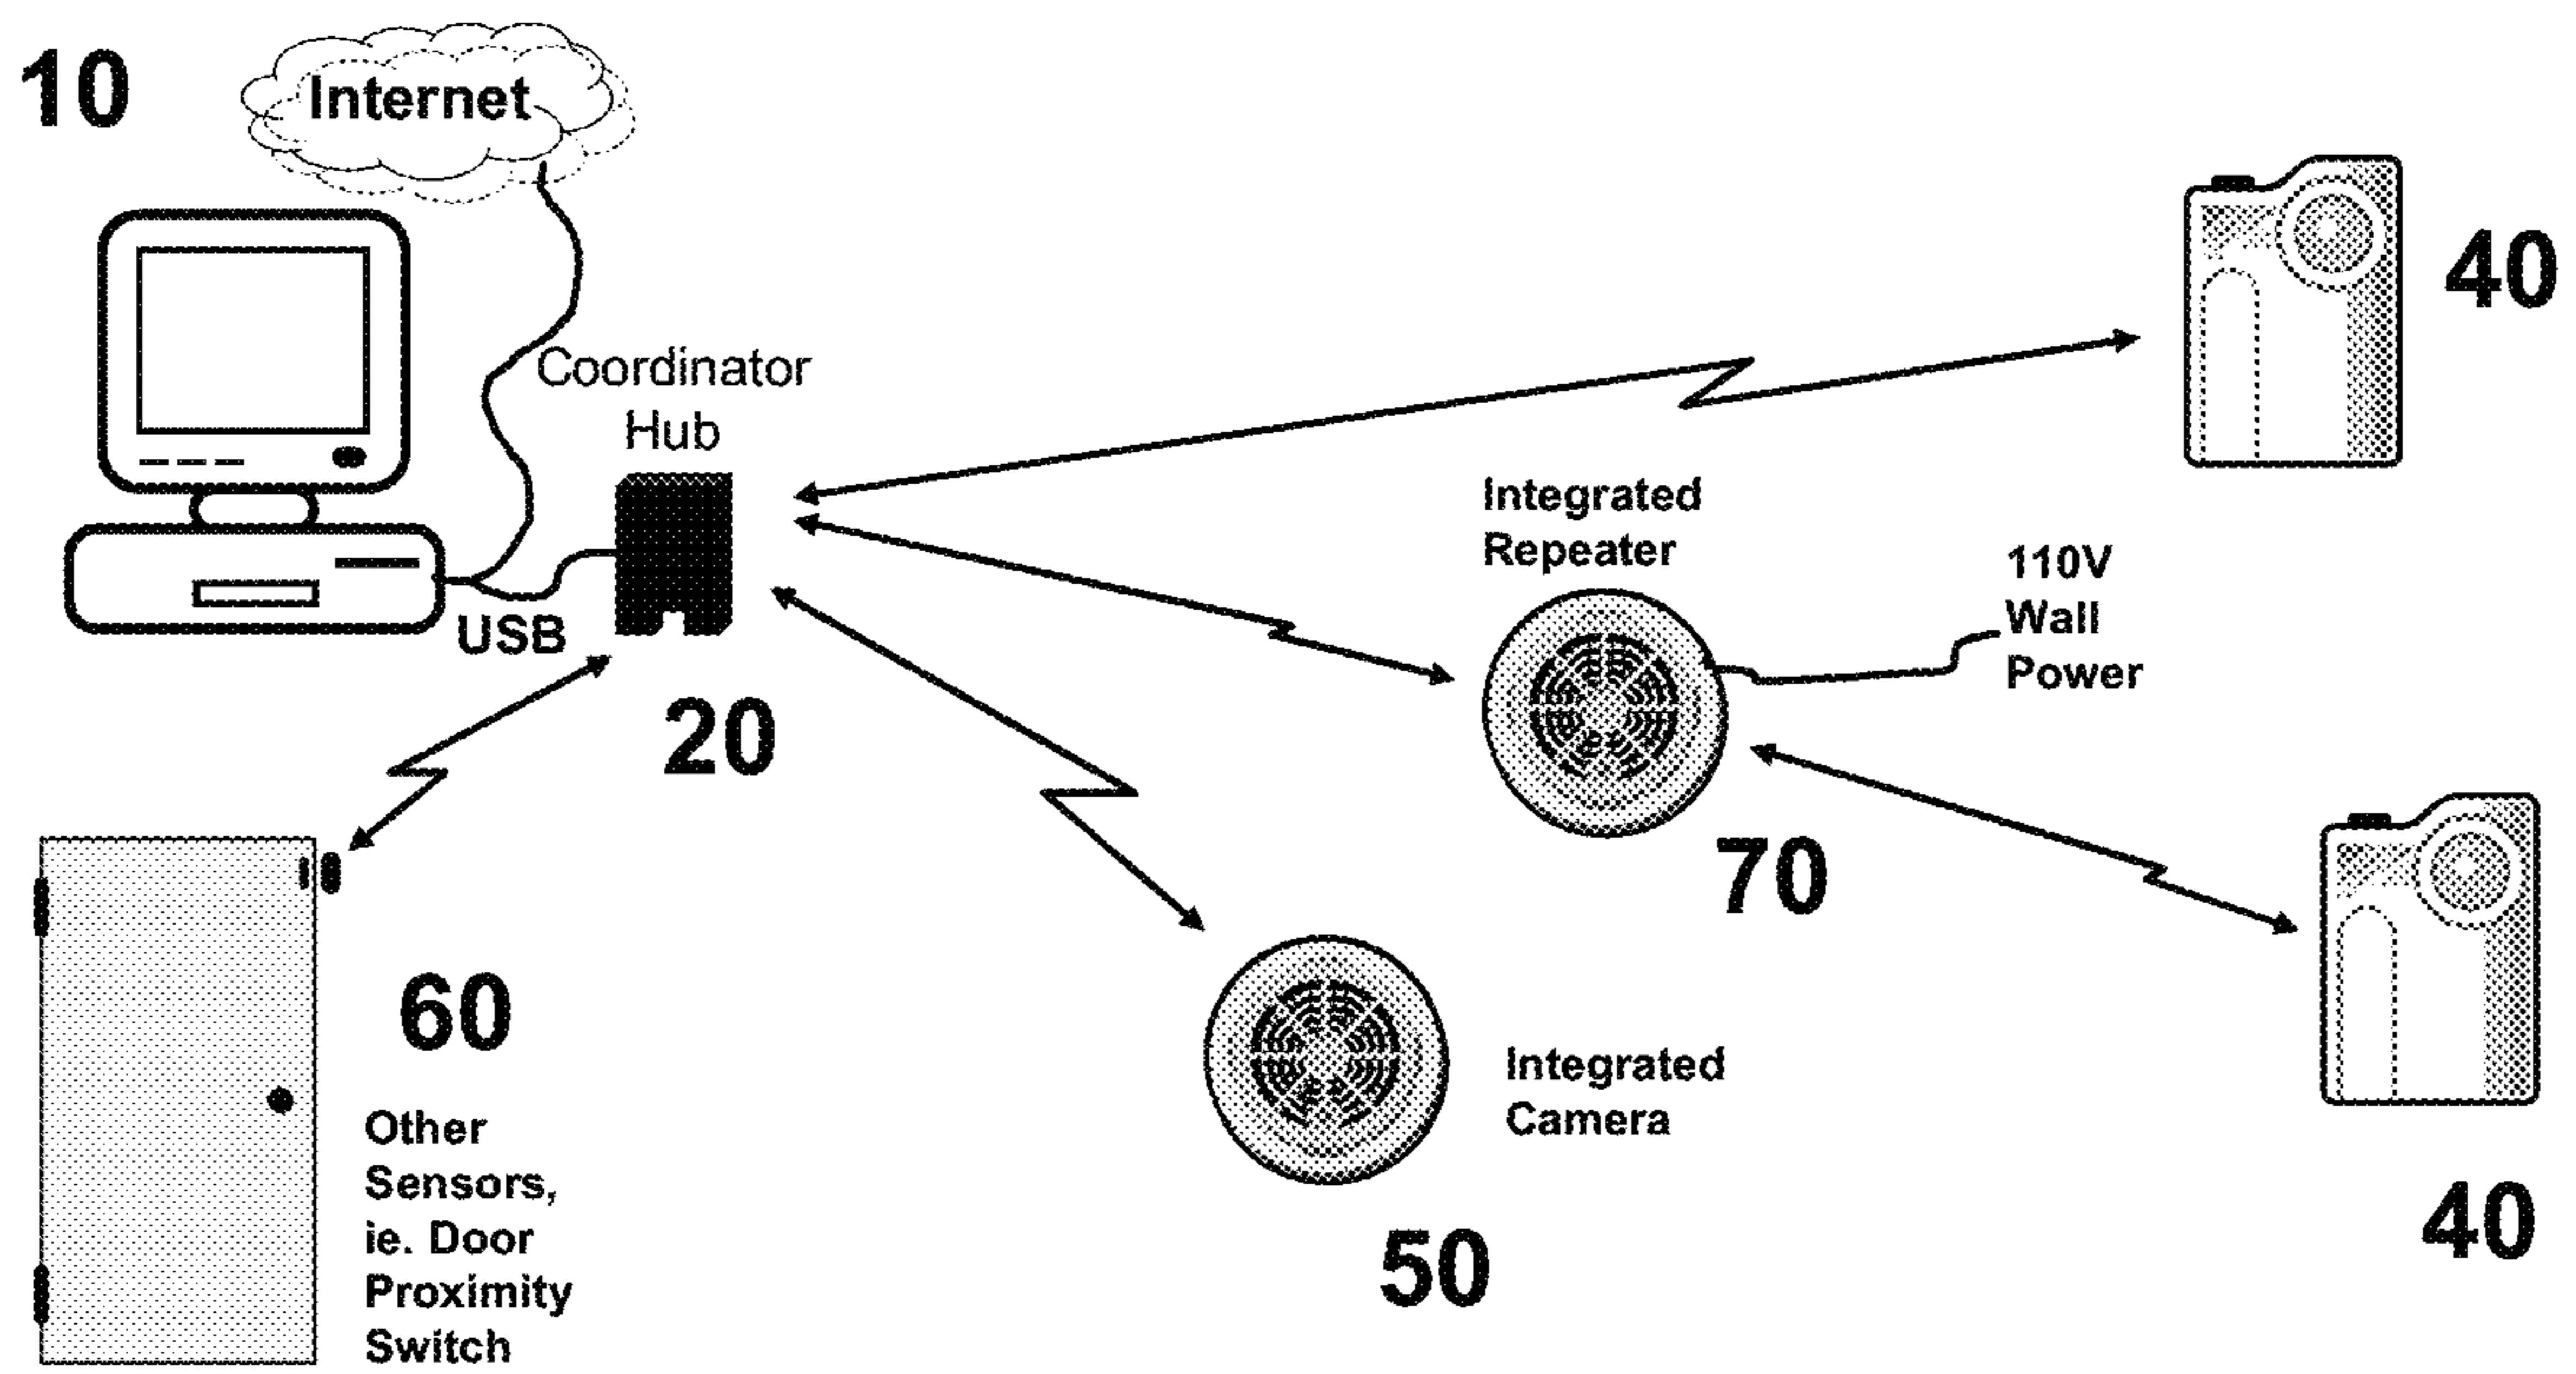 10
Internet
Coordinator
Hub
USB
20
40
Integrated
Repeater
110V
Wall
Power
70
60
Other
Sensors,
ie. Door
Proximity
Switch
Integrated
Camera
50
40